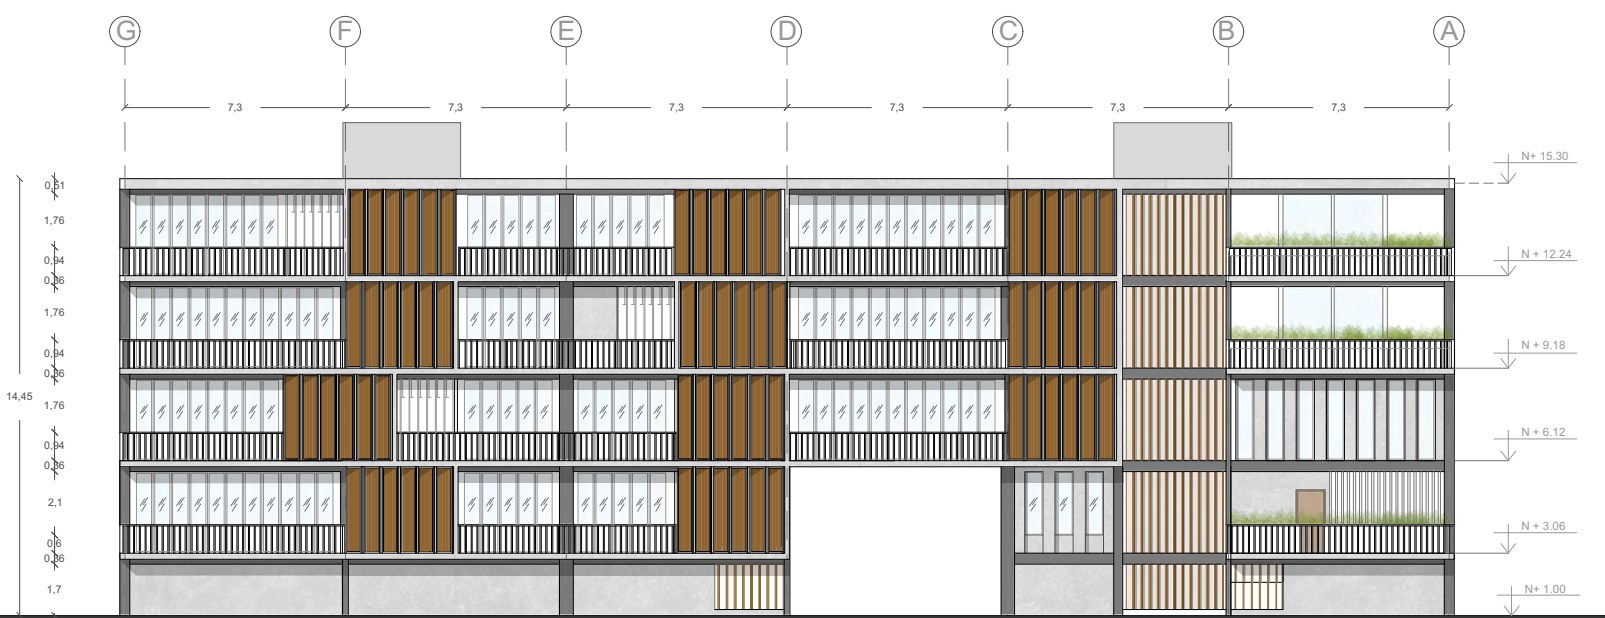 G F E D C B A
7,3 7,3 7,3 7,3 7,3 7,3
N+ 15.30
0,51
1,76
0,94
N + 12.24
0,36
1,76
0,94
N + 9.18
0,36
1,76
14,45
0,94
N + 6.12
0,36
2,1
0,6
N + 3.06
0,36
1,7
N+ 1.00